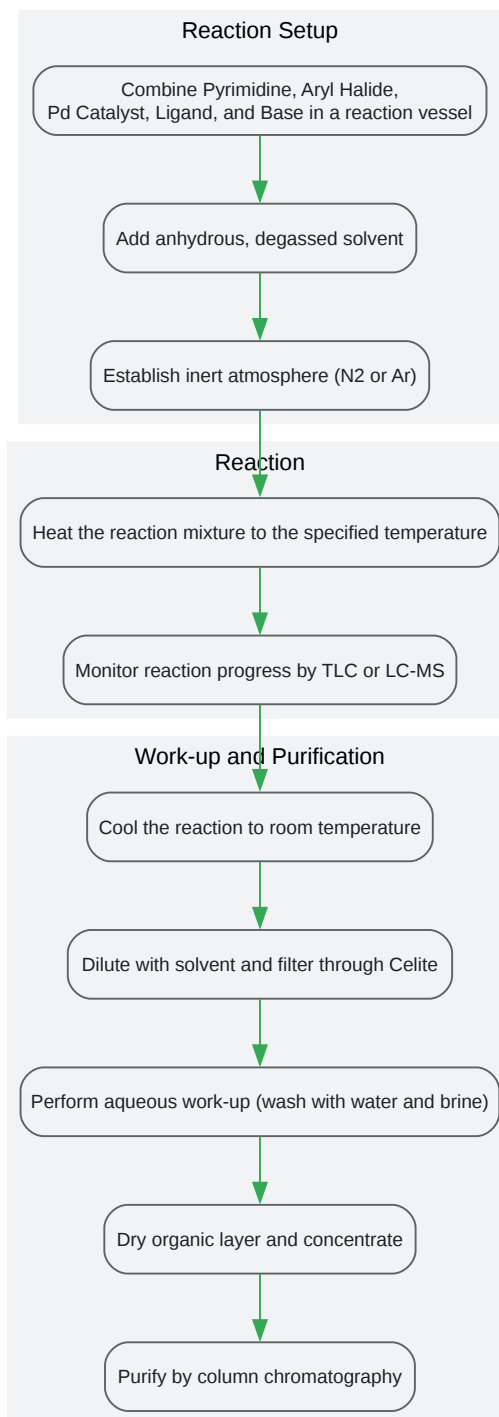 Reaction Setup
Combine Pyrimidine, Aryl Halide,
Pd Catalyst, Ligand, and Base in a reaction vessel
Add anhydrous, degassed solvent
Establish inert atmosphere (N2 or Ar)
Reaction
Heat the reaction mixture to the specified temperature
Monitor reaction progress by TLC or LC-MS
Work-up and Purification
Cool the reaction to room temperature
Dilute with solvent and filter through Celite
Perform aqueous work-up (wash with water and brine)
Dry organic layer and concentrate
Purify by column chromatography